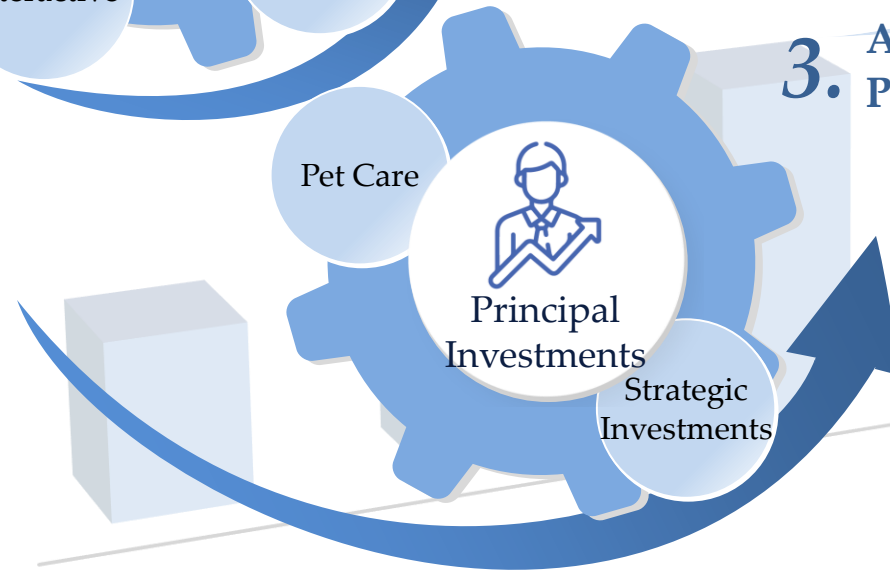 3.
Pet Care
Principal
Investments
Strategic
Investments